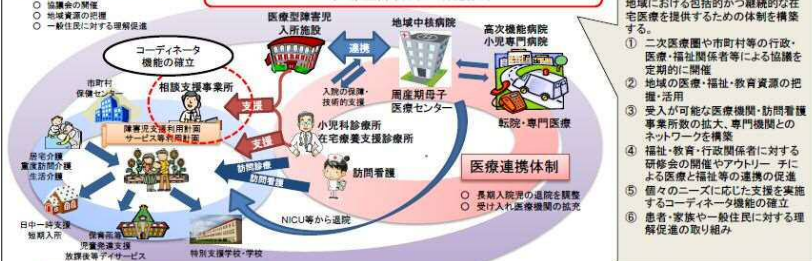 ○ 協議会の開催
○ 地域資源の把握
○ 一般住民に対する理解促進
コーディネータ
機能の確立
医療型障害児
入所施設
連携
地域中核病院
高次機能病院
小児専門病院
市町村
保健センター
相談支援事業所
支援
入院の保障・
技術的支援
周産期母子
医療センター
転院・専門医療
障害児支援利用計画
サービス等利用計画
支援
小児科診療所
在宅療養支援診療所
居宅介護
重度訪問介護
生活介護
訪問診療
訪問看護
訪問看護
医療連携体制
○ 長期入院児の退院を調整
○ 受け入れ医療機関の拡充
NICU等から退院
日中一時支援
短期入所
保育所等
児童発達支援
放課後等デイサービス
特別支援学校・学校
地域における包括的かつ継続的な在
宅医療を提供するための体制を構築
する。
① 二次医療圏や市町村等の行政・
医療・福祉関係者等による協議を
定期的に開催
② 地域の医療・福祉・教育資源の把
握・活用
③ 受入が可能な医療機関・訪問看護
事業所数の拡大、専門機関との
ネットワークを構築
④ 福祉・教育・行政関係者に対する
研修会の開催やアウトリー チに
よる医療と福祉等の連携の促進
⑤ 個々のニーズに応じた支援を実施
するコーディネータ機能の確立
⑥ 患者・家族や一般住民に対する理
解促進の取り組み